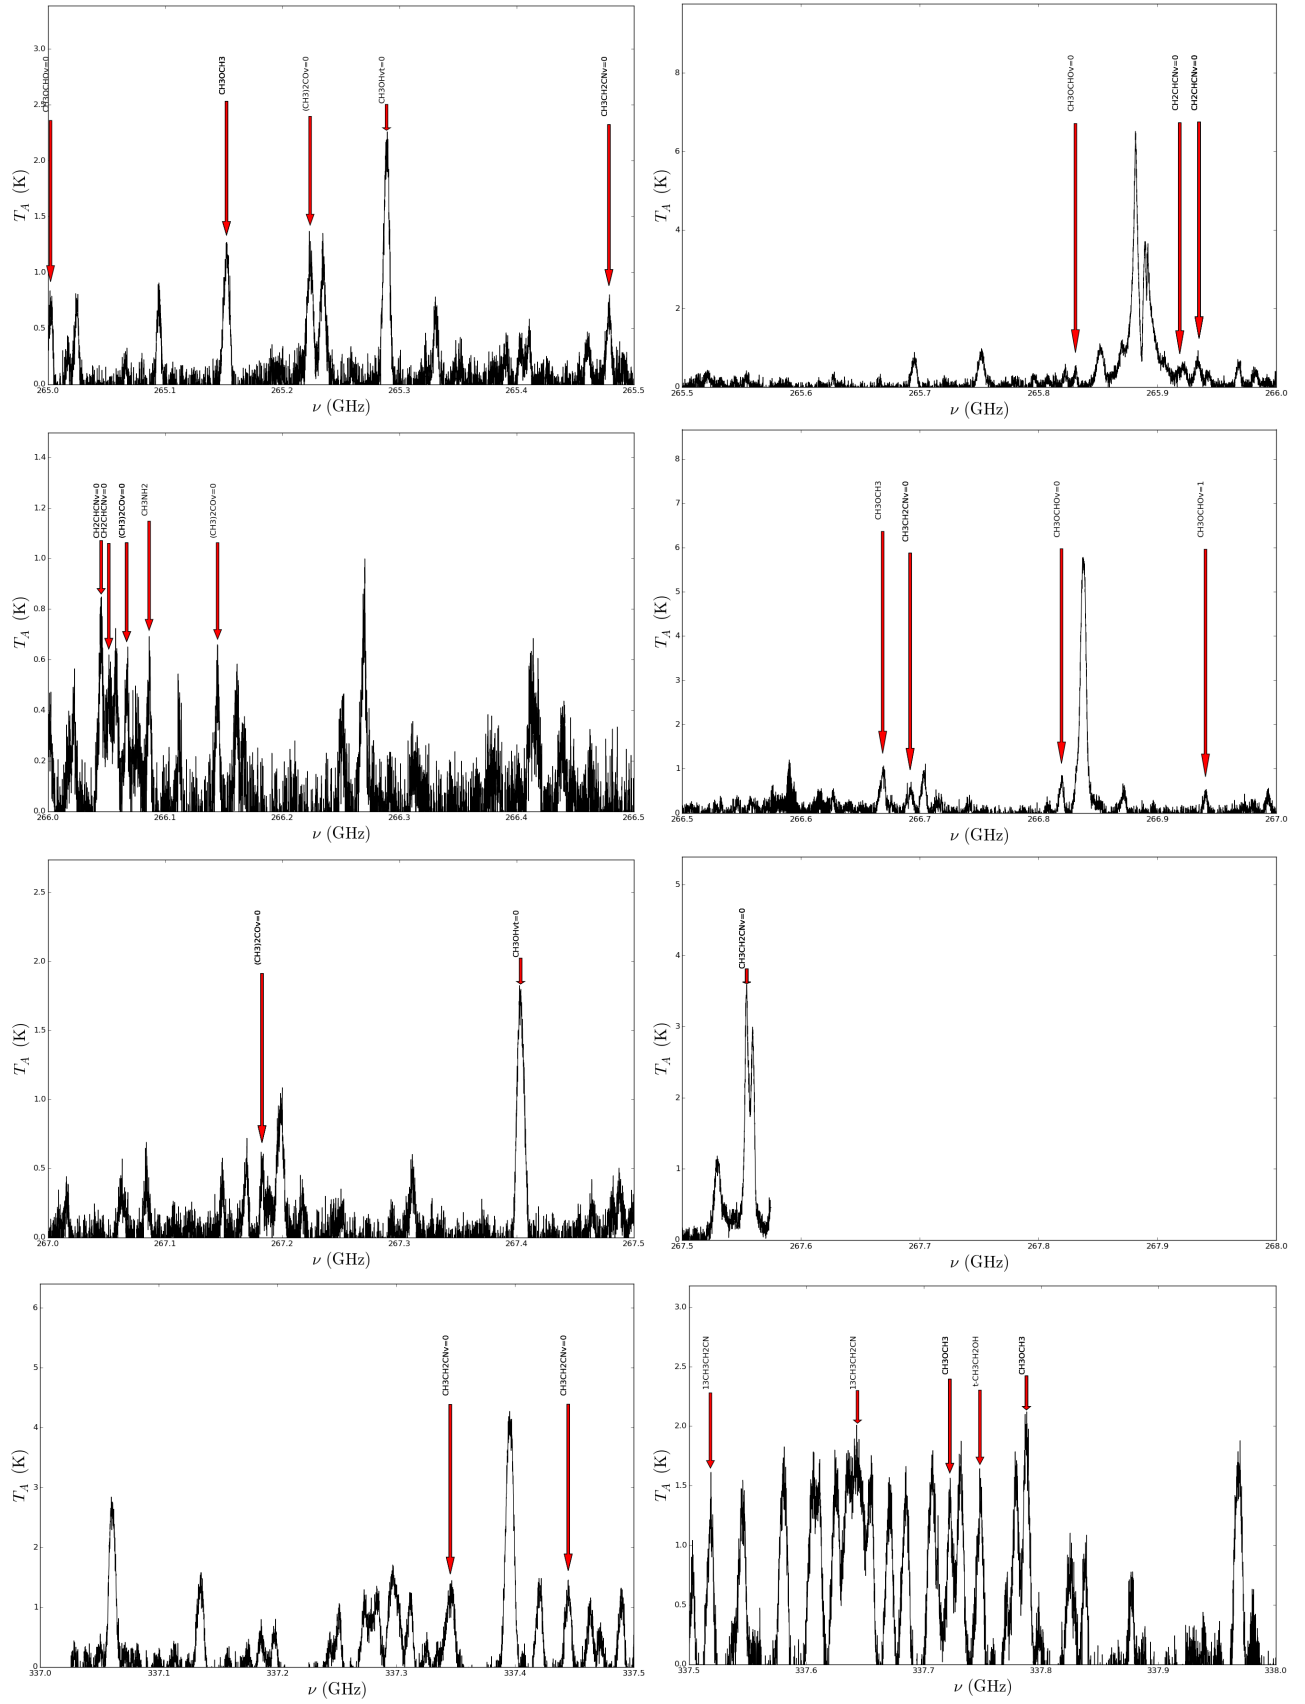 CH3OCHOv=0
CH3OCH3
(CH3)2COv=0
CH3OHvt=0
CH3CH2CNv=0
3.0
2.5
2.0
1.5
1.0
0.5
0.0
T_A (K)
265.0 265.1 265.2 265.3 265.4 265.5
ν (GHz)
CH3OCHOv=0
CH2CHCNv=0
CH2CHCNv=0
8
6
4
2
0
T_A (K)
265.5 265.6 265.7 265.8 265.9 266.0
ν (GHz)
CH2CHCNv=0
CH2CHCNv=0
(CH3)2COv=0
CH3NH2
(CH3)2COv=0
1.4
1.2
1.0
0.8
0.6
0.4
0.2
0.0
T_A (K)
266.0 266.1 266.2 266.3 266.4 266.5
ν (GHz)
CH3OCH3
CH3CH2CNv=0
CH3OCHOv=0
CH3OCHOv=1
8
7
6
5
4
3
2
1
0
T_A (K)
266.5 266.6 266.7 266.8 266.9 267.0
ν (GHz)
(CH3)2COv=0
CH3OHvt=0
2.5
2.0
1.5
1.0
0.5
0.0
T_A (K)
267.0 267.1 267.2 267.3 267.4 267.5
ν (GHz)
CH3CH2CNv=0
5
4
3
2
1
0
T_A (K)
267.5 267.6 267.7 267.8 267.9 268.0
ν (GHz)
CH3CH2CNv=0
CH3CH2CNv=0
6
5
4
3
2
1
0
T_A (K)
337.0 337.1 337.2 337.3 337.4 337.5
ν (GHz)
13CH3CH2CN
13CH3CH2CN
CH3OCH3
t-CH3CH2OH
CH3OCH3
3.0
2.5
2.0
1.5
1.0
0.5
0.0
T_A (K)
337.5 337.6 337.7 337.8 337.9 338.0
ν (GHz)